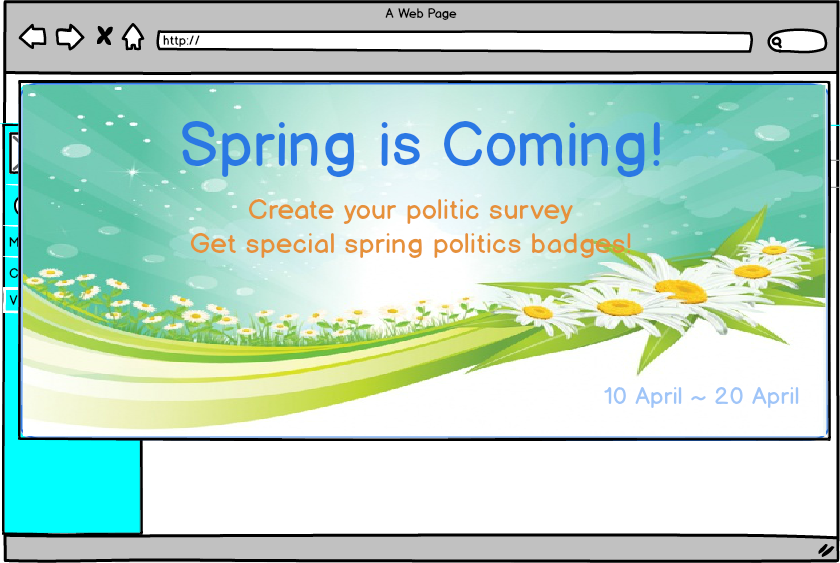 A Web Page
http://
Spring is Coming!
Create your politic survey
Get special spring politics badges!
M
C
V
10 April ~ 20 April